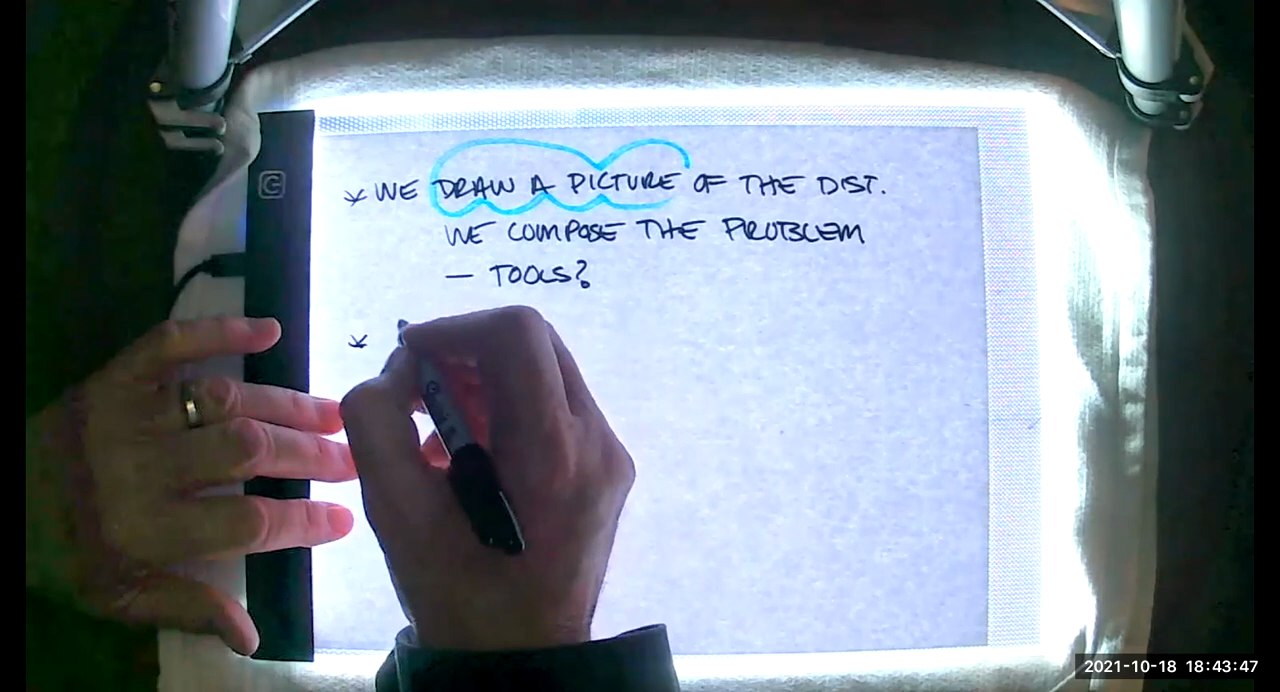 * WE DRAW A PICTURE OF THE DIST.
WE COMPOSE THE PROBLEM
— TOOLS?
*
2021-10-18 18:43:47